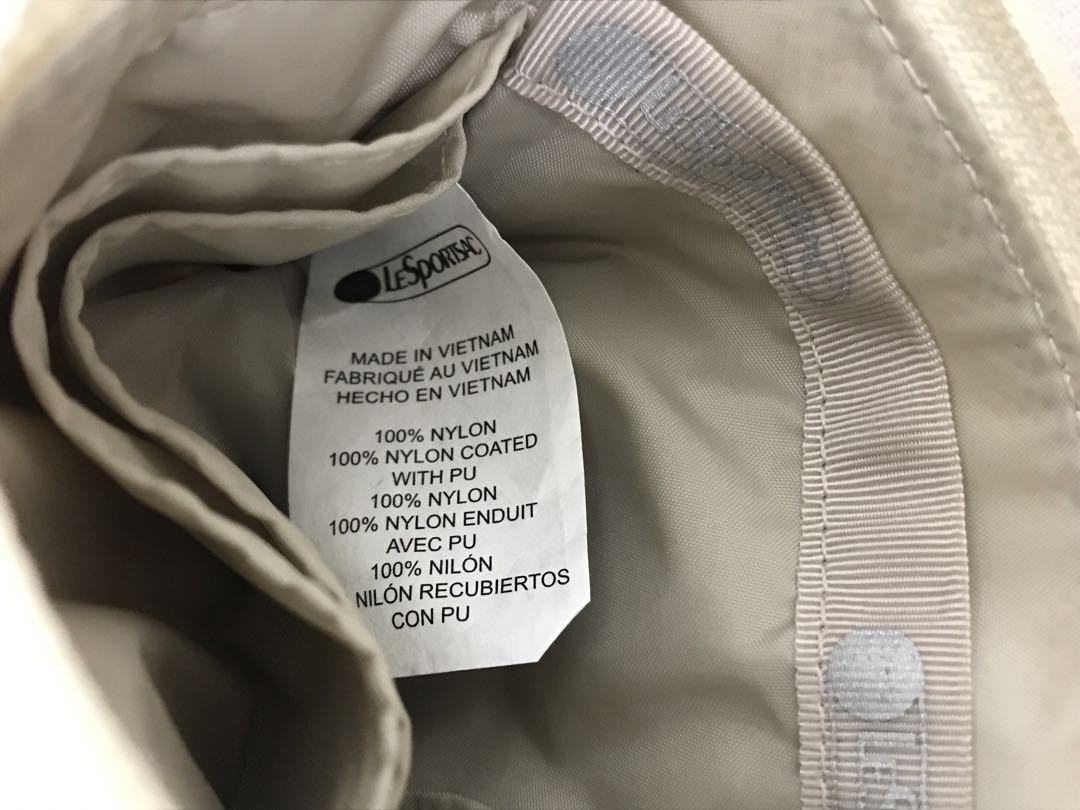 LESPORTSAC
MADE IN VIETNAM
FABRIQUÉ AU VIETNAM
HECHO EN VIETNAM
100% NYLON
100% NYLON COATED
WITH PU
100% NYLON
100% NYLON ENDUIT
AVEC PU
100% NILÓN
NILÓN RECUBIERTOS
CON PU